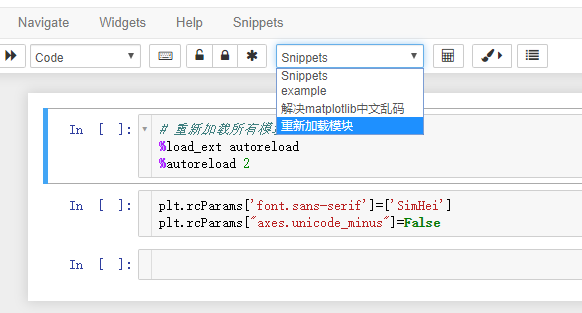 Navigate Widgets Help Snippets
Code Snippets
Snippets
example
解决matplotlib中文乱码
重新加载模块
In [ ]: # 重新加载所有模
%load_ext autoreload
%autoreload 2
In [ ]: plt.rcParams['font.sans-serif']=['SimHei']
plt.rcParams["axes.unicode_minus"]=False
In [ ]: